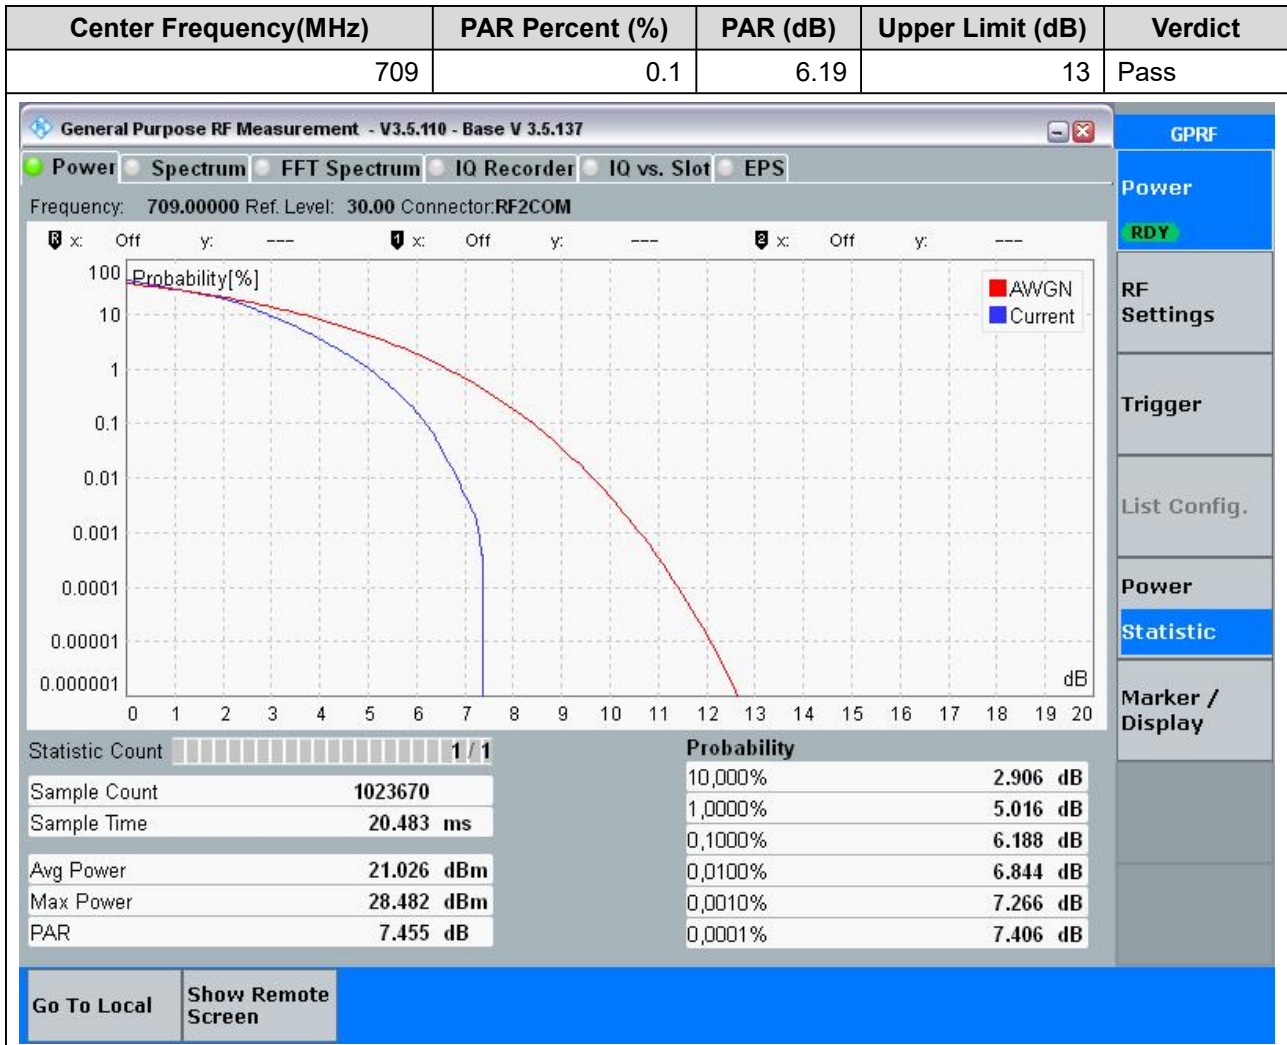 Center Frequency(MHz) PAR Percent (%) PAR (dB) Upper Limit (dB) Verdict
709 0.1 6.19 13 Pass
General Purpose RF Measurement - V3.5.110 - Base V 3.5.137
GPRF
Power Spectrum FFT Spectrum IQ Recorder IQ vs. Slot EPS
Frequency: 709.00000 Ref. Level: 30.00 Connector:RF2COM
R x: Off y: --- 1 x: Off y: --- 2 x: Off y: ---
Probability[%]
AWGN
Current
100
10
1
0.1
0.01
0.001
0.0001
0.00001
0.000001
dB
0 1 2 3 4 5 6 7 8 9 10 11 12 13 14 15 16 17 18 19 20
Statistic Count 1 / 1
Sample Count 1023670
Sample Time 20.483 ms
Avg Power 21.026 dBm
Max Power 28.482 dBm
PAR 7.455 dB
Probability
10,000% 2.906 dB
1,0000% 5.016 dB
0,1000% 6.188 dB
0,0100% 6.844 dB
0,0010% 7.266 dB
0,0001% 7.406 dB
Power
RDY
RF
Settings
Trigger
List Config.
Power
Statistic
Marker /
Display
Go To Local
Show Remote
Screen